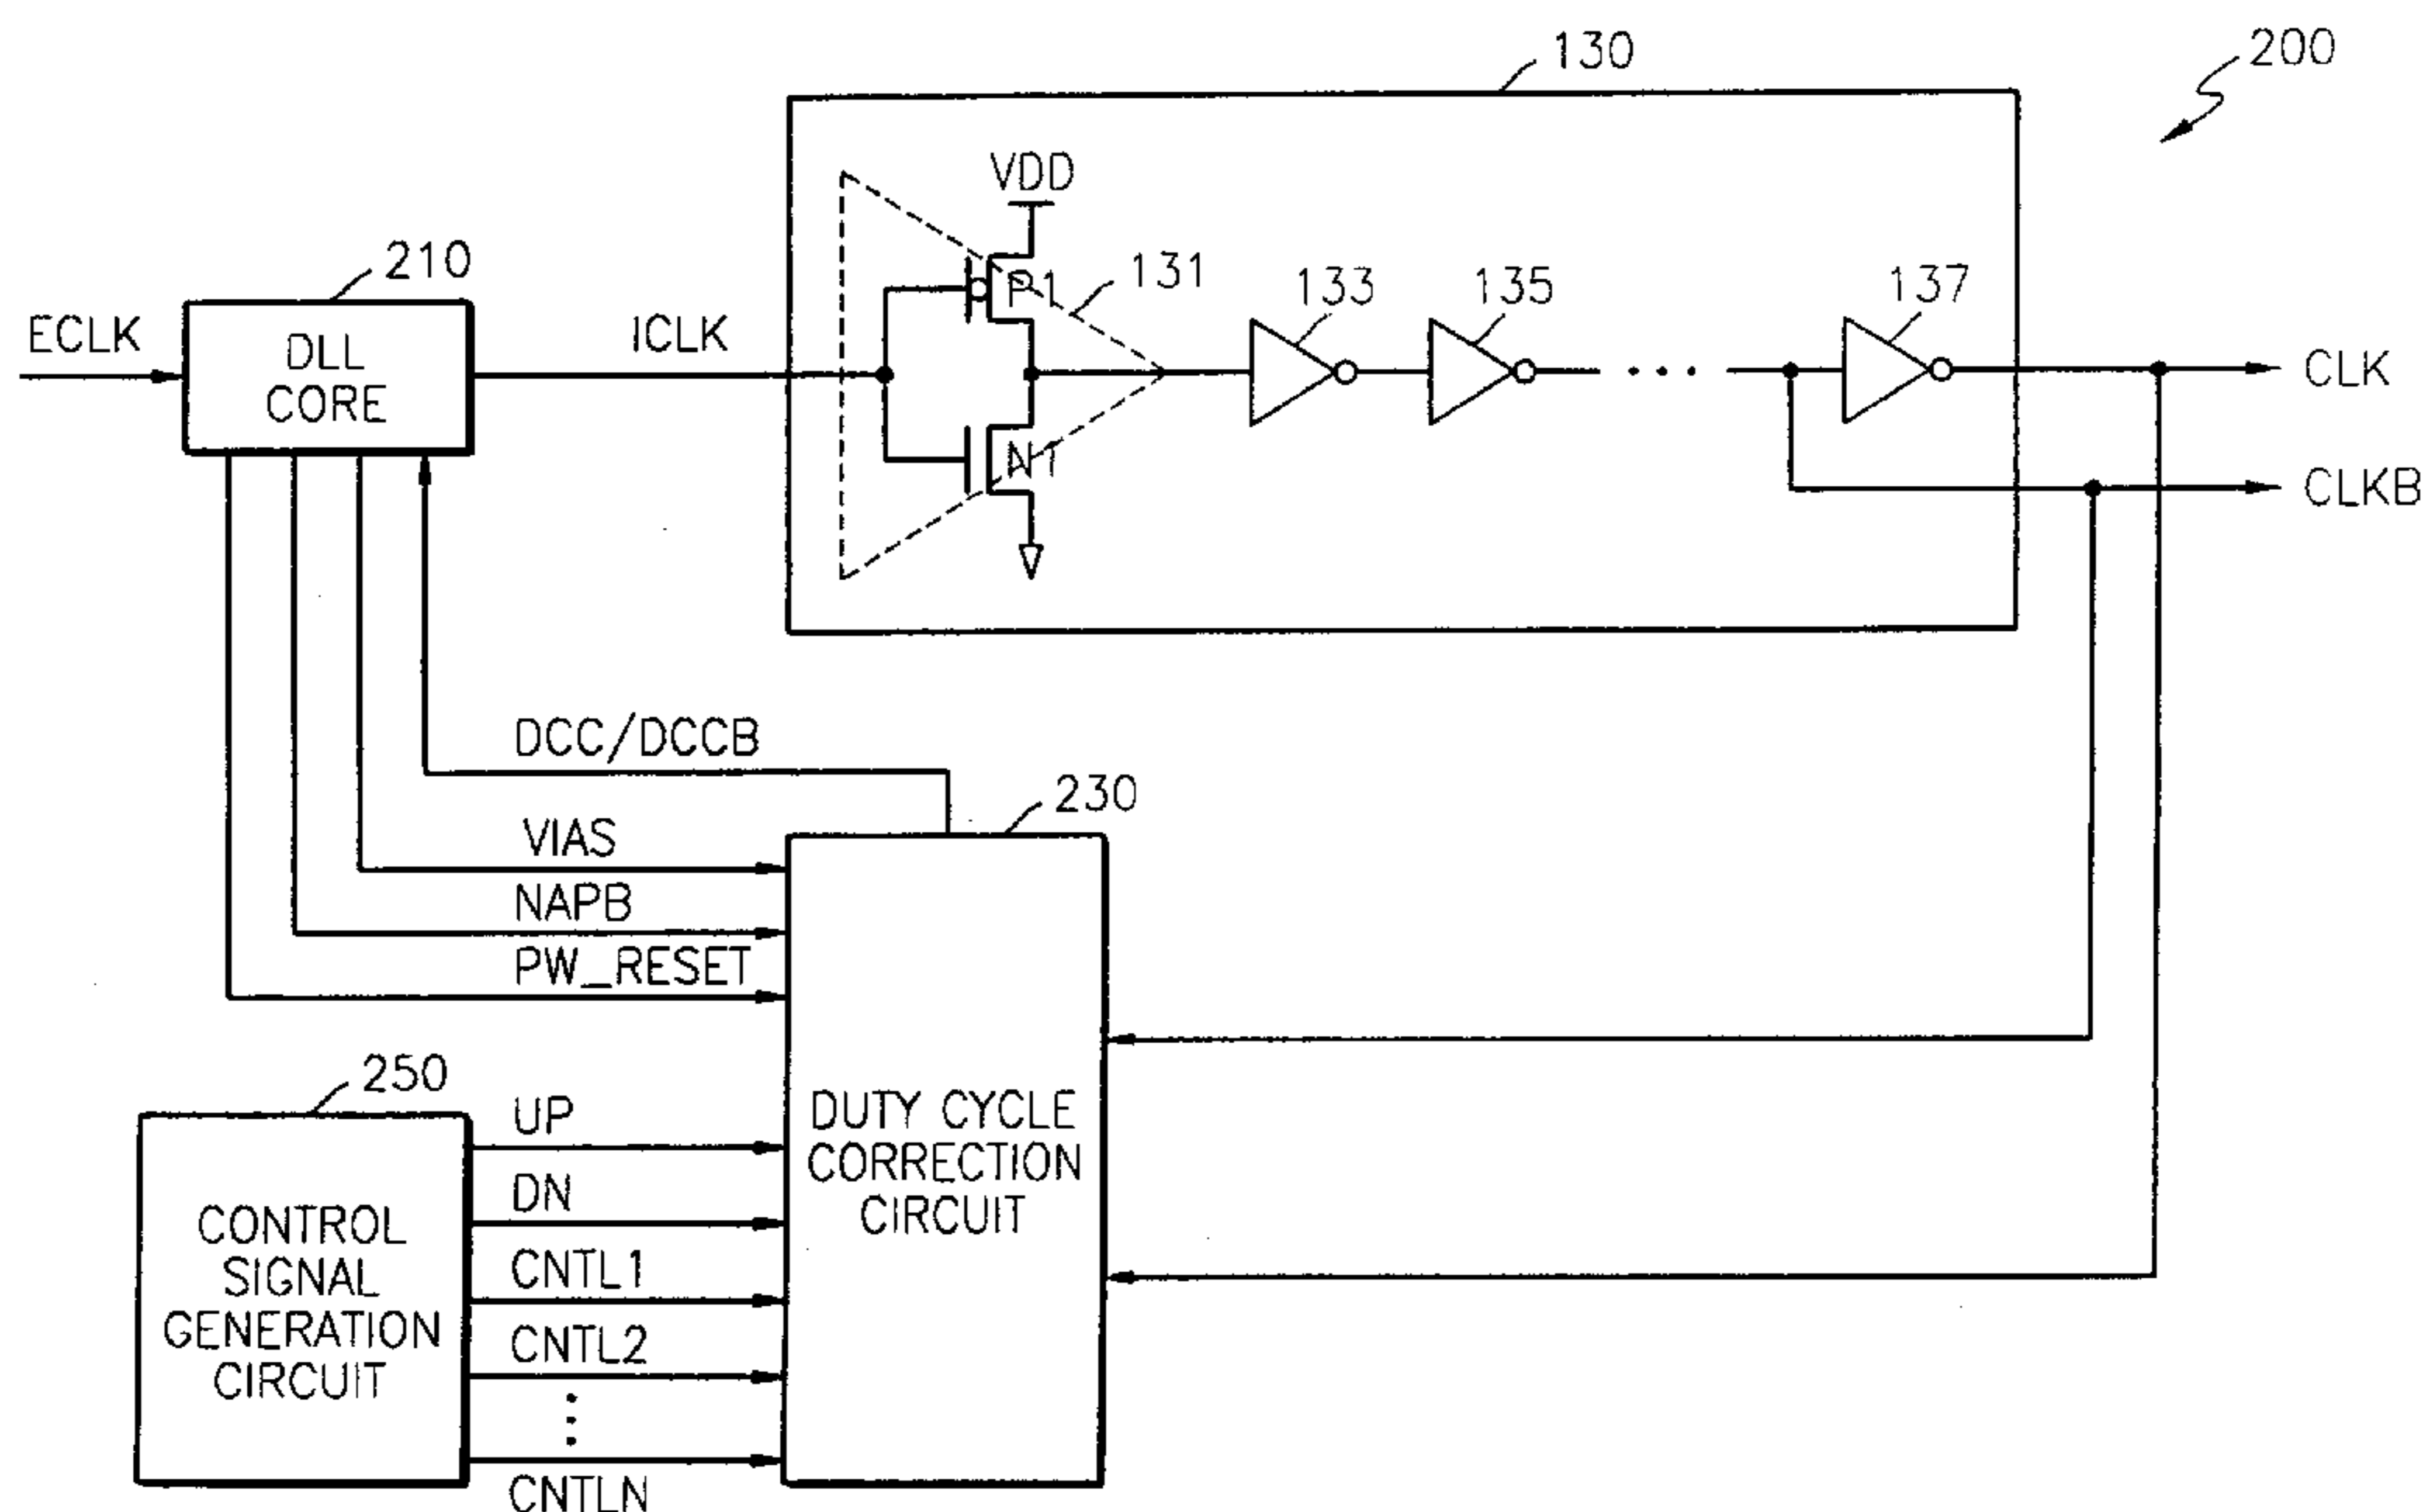 130
200
VDD
210
P1
131
133
135
137
ECLK
DLL
CORE
ICLK
CLK
N1
CLKB
DCC/DCCB
230
VIAS
NAPB
PW_RESET
250
UP
DN
CNTL1
CNTL2
CNTLN
CONTROL
SIGNAL
GENERATION
CIRCUIT
DUTY CYCLE
CORRECTION
CIRCUIT